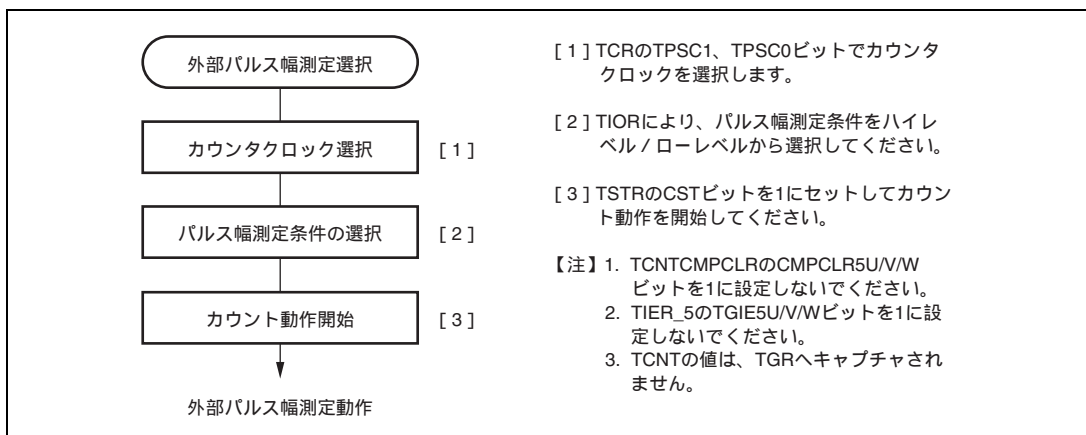 外部パルス幅測定選択
カウンタクロック選択 [ 1 ]
パルス幅測定条件の選択 [ 2 ]
カウント動作開始 [ 3 ]
外部パルス幅測定動作
[ 1 ] TCRのTPSC1、TPSC0ビットでカウンタ
クロックを選択します。
[ 2 ] TIORにより、パルス幅測定条件をハイレ
ベル / ローレベルから選択してください。
[ 3 ] TSTRのCSTビットを1にセットしてカウン
ト動作を開始してください。
【注】 1. TCNTCMPCLRのCMPCLR5U/V/W
ビットを1に設定しないでください。
2. TIER_5のTGIE5U/V/Wビットを1に設
定しないでください。
3. TCNTの値は、TGRへキャプチャされ
ません。